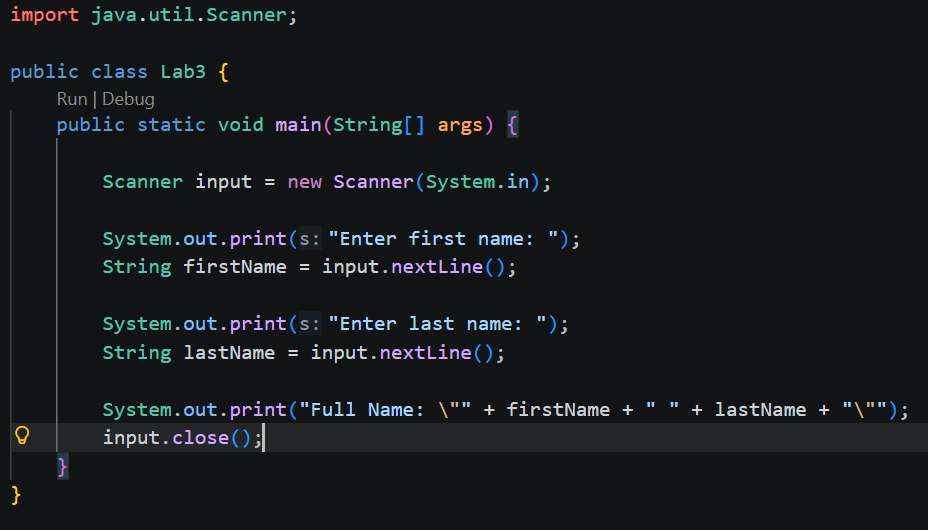 import java.util.Scanner;
public class Lab3 {
Run | Debug
public static void main(String[] args) {
Scanner input = new Scanner(System.in);
System.out.print(s: "Enter first name: ");
String firstName = input.nextLine();
System.out.print(s: "Enter last name: ");
String lastName = input.nextLine();
System.out.print("Full Name: \"" + firstName + " " + lastName + "\"");
input.close();
}
}